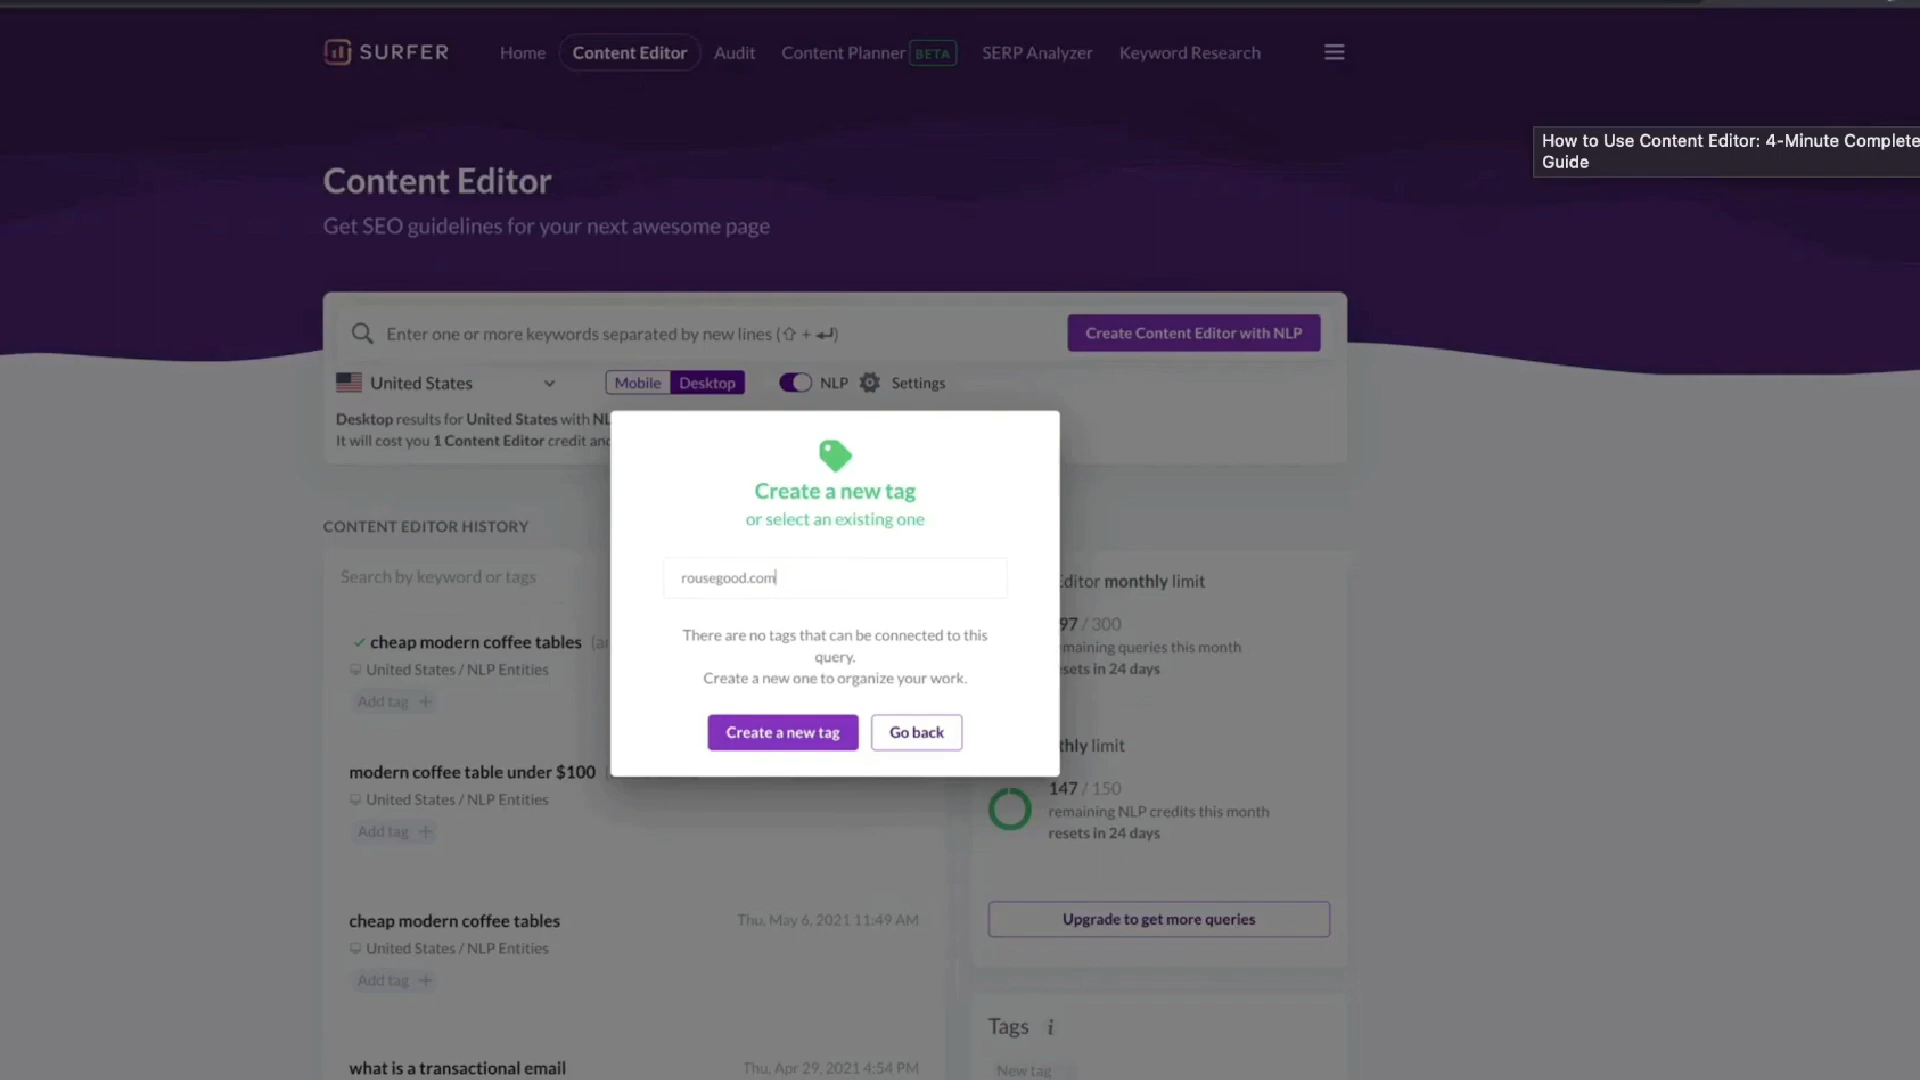 SURFER
Home
Content Editor
Audit
Content Planner BETA
SERP Analyzer
Keyword Research
How to Use Content Editor: 4-Minute Complete
Guide
Content Editor
Get SEO guidelines for your next awesome page
Enter one or more keywords separated by new lines (⇧ + ↵)
Create Content Editor with NLP
United States
Mobile
Desktop
NLP
Settings
Desktop results for United States with NL
It will cost you 1 Content Editor credit and
Create a new tag
or select an existing one
rousegood.com
There are no tags that can be connected to this
query.
Create a new one to organize your work.
Create a new tag
Go back
CONTENT EDITOR HISTORY
Search by keyword or tags
cheap modern coffee tables
United States / NLP Entities
Add tag +
modern coffee table under $100
United States / NLP Entities
Add tag +
cheap modern coffee tables
Thu, May 6, 2021 11:49 AM
United States / NLP Entities
Add tag +
what is a transactional email
Thu, Apr 29, 2021 4:54 PM
Editor monthly limit
97 / 300
maining queries this month
sets in 24 days
thly limit
147 / 150
remaining NLP credits this month
resets in 24 days
Upgrade to get more queries
Tags i
New tag